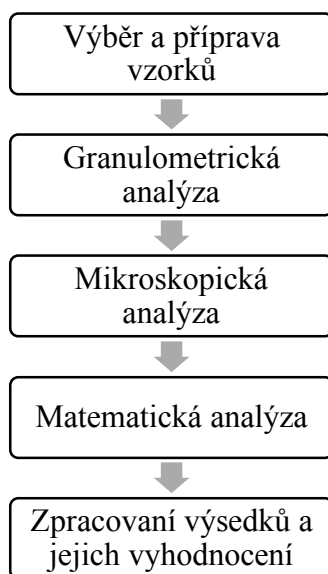 Výběr a příprava
vzorků
Granulometrická
analýza
Mikroskopická
analýza
Matematická analýza
Zpracovaní výsedků a
jejich vyhodnocení